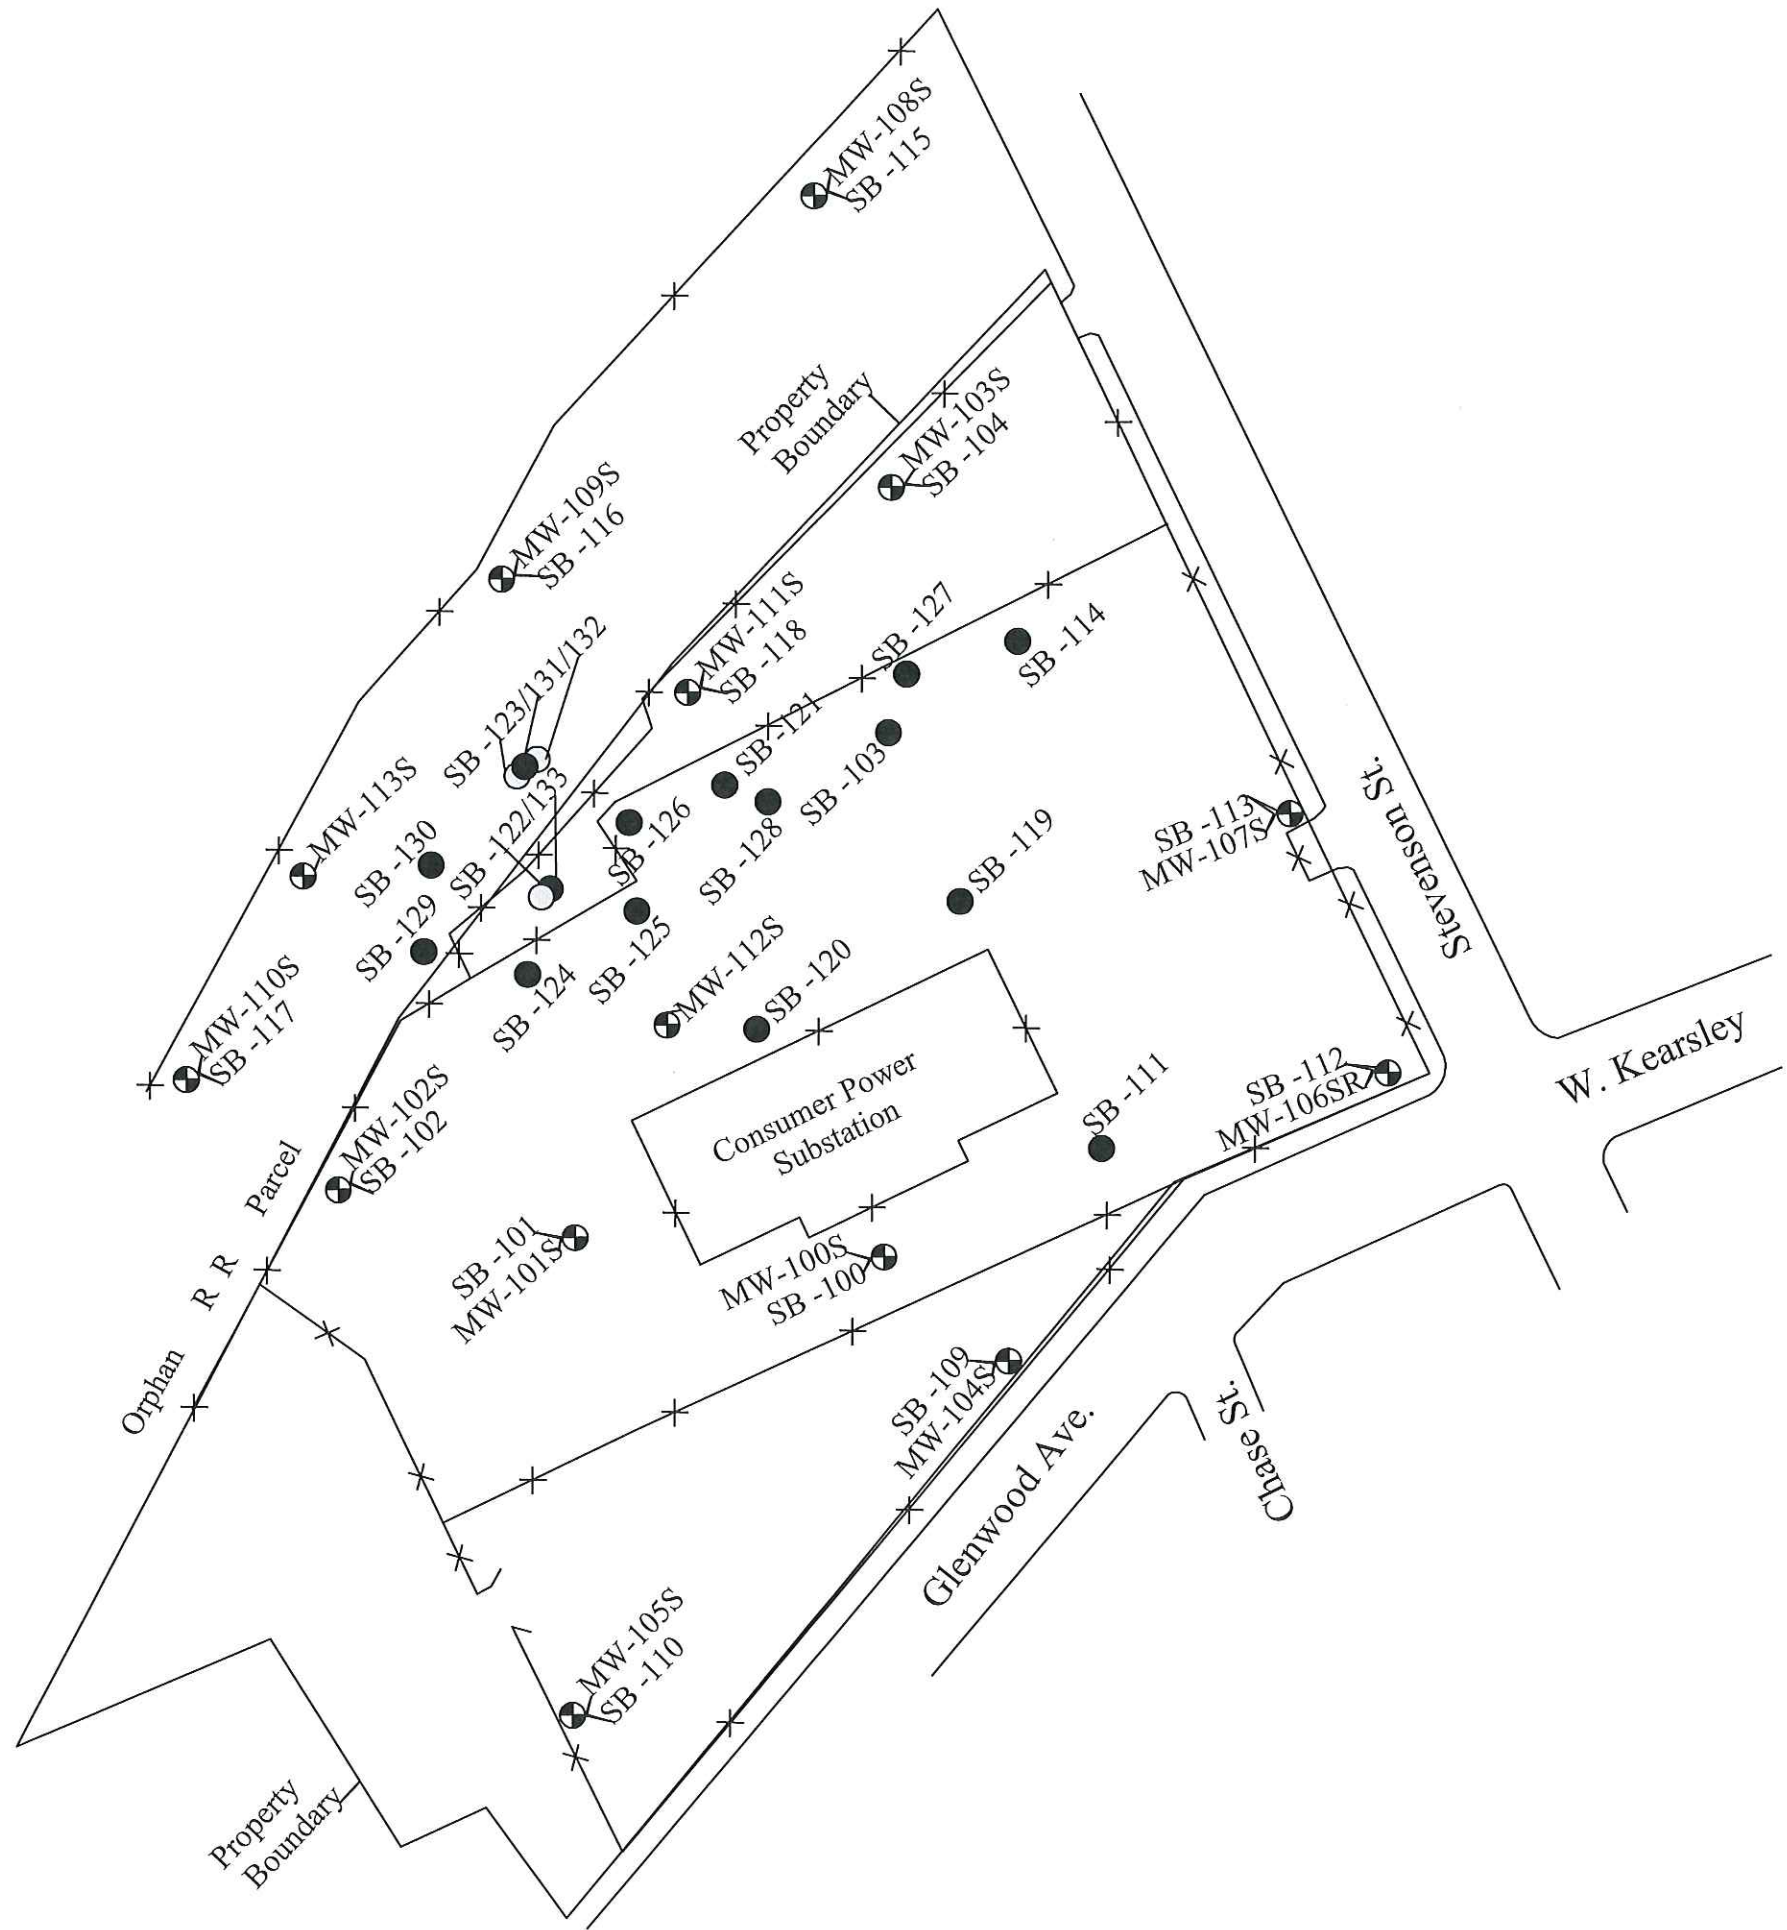 MW-108S
SB -115
Property
Boundary
MW-103S
SB -104
MW-109S
SB -116
MW-111S
SB -118
SB -127
SB -114
SB -123/131/132
SB -121
SB -103
MW-113S
SB -130
SB -122/133
SB -126
SB -128
SB -119
SB -113
MW-107S
Stevenson St.
SB -129
SB -125
SB -124
MW-112S
SB -120
MW-110S
SB -117
MW-102S
SB -102
Consumer Power
Substation
SB -111
SB -112
MW-106SR
W. Kearsley
Orphan R R Parcel
SB -101
MW-101S
MW-100S
SB -100
SB -109
MW-104S
Glenwood Ave.
Chase St.
MW-105S
SB -110
Property
Boundary